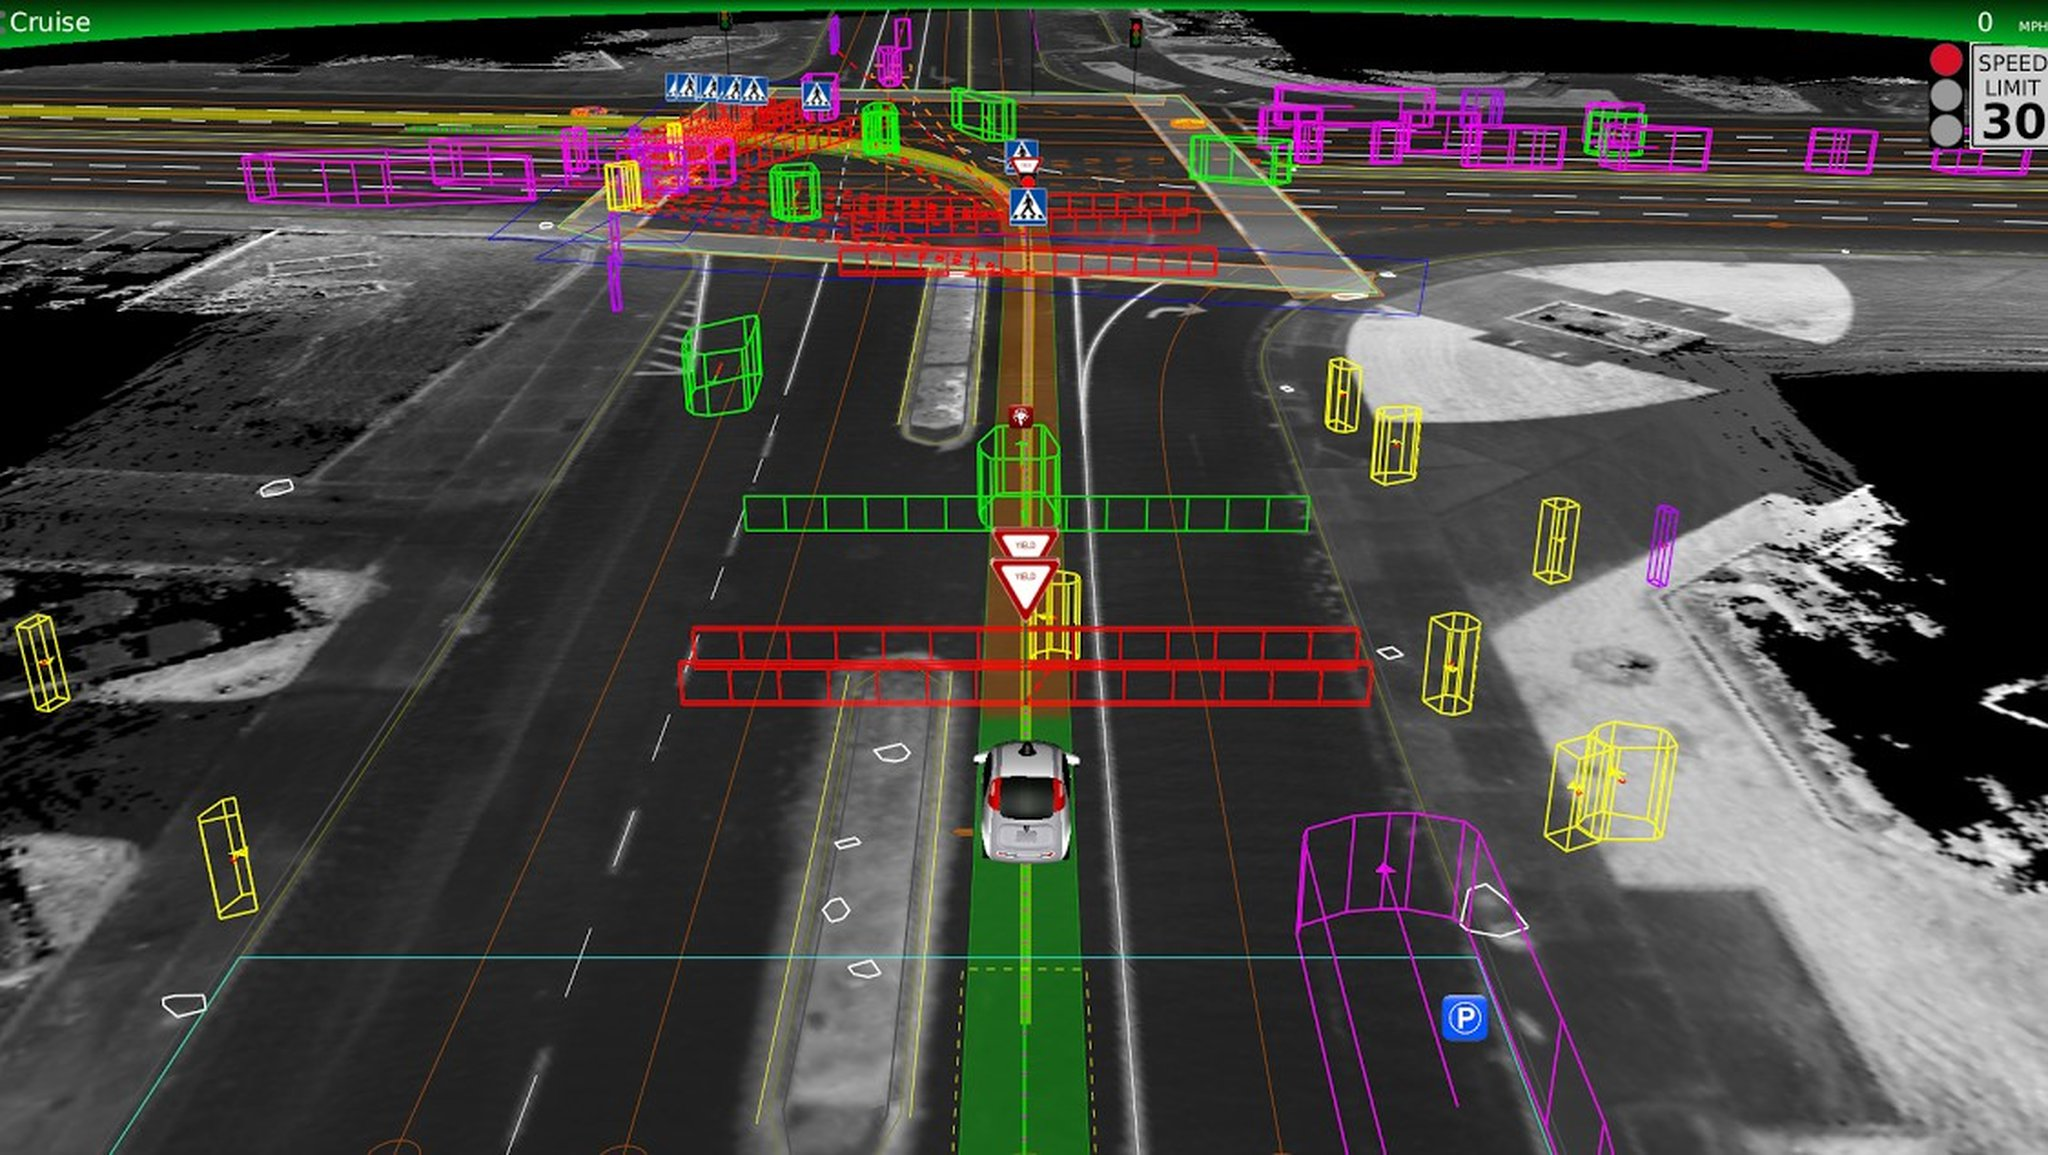 Cruise
0 MPH
SPEED
LIMIT
30
YIELD
YIELD
P